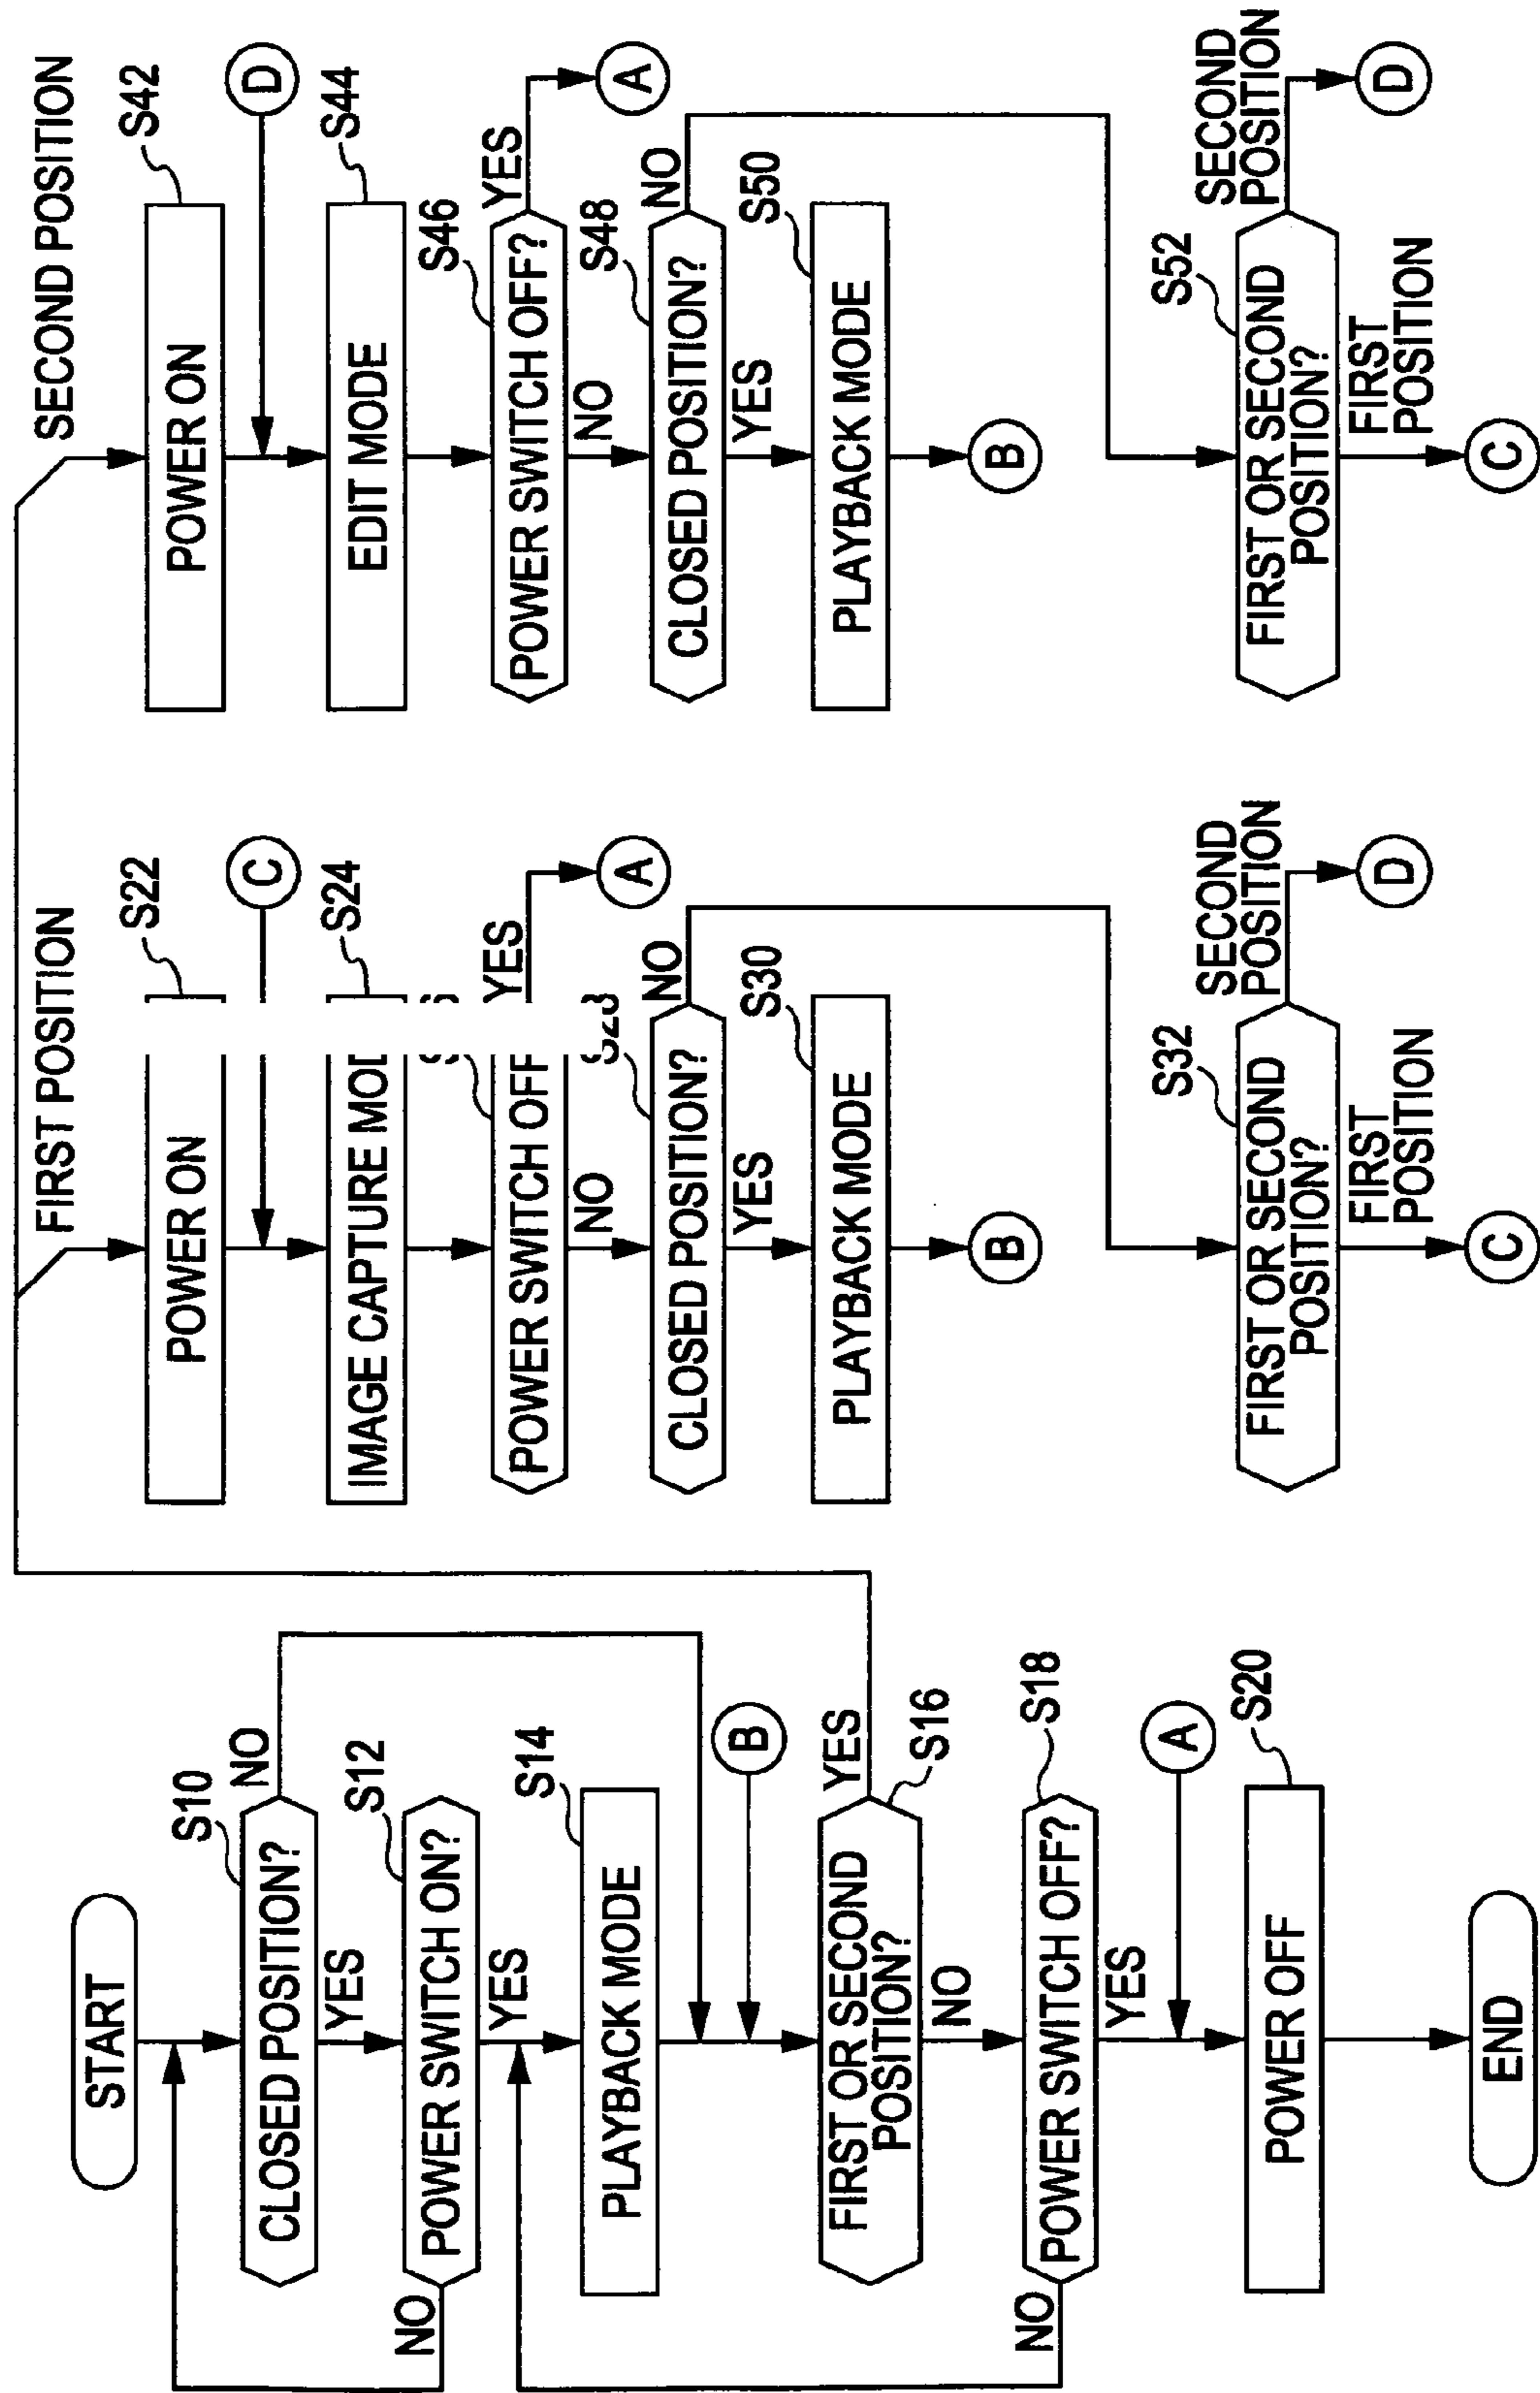 START
S10
CLOSED POSITION?
NO
YES
S12
POWER SWITCH ON?
NO
YES
S14
PLAYBACK MODE
B
FIRST OR SECOND
POSITION?
YES
S16
NO
S18
POWER SWITCH OFF?
NO
YES
A
S20
POWER OFF
END
FIRST POSITION
S22
POWER ON
C
S24
IMAGE CAPTURE
POWER SWITCH OFF
YES
A
NO
CLOSED POSITION?
NO
YES
S30
PLAYBACK MODE
B
S32
FIRST OR SECOND
POSITION?
SECOND
POSITION
D
FIRST
POSITION
C
SECOND POSITION
S42
POWER ON
D
S44
EDIT MODE
S46
POWER SWITCH OFF?
YES
A
NO
S48
CLOSED POSITION?
NO
YES
S50
PLAYBACK MODE
B
S52
FIRST OR SECOND
POSITION?
SECOND
POSITION
D
FIRST
POSITION
C